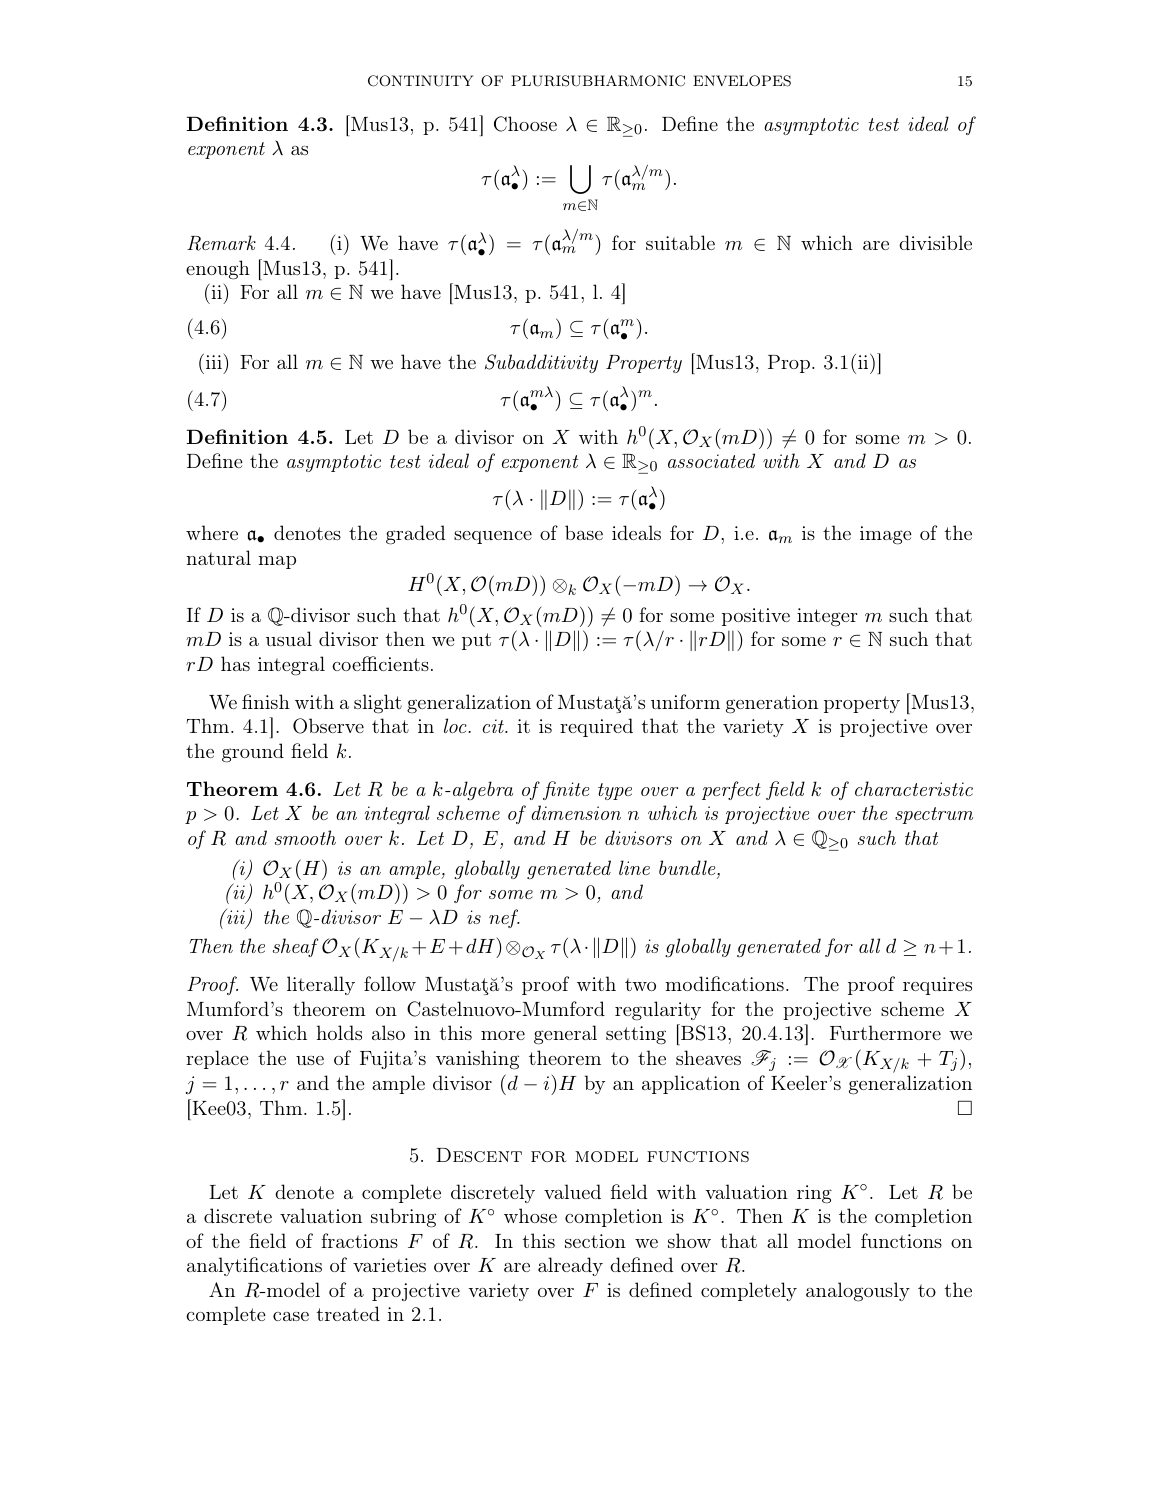 CONTINUITY OF PLURISUBHARMONIC ENVELOPES 15
Definition 4.3. [Mus13, p. 541] Choose λ ∈ ℝ≥0. Define the asymptotic test ideal of
exponent λ as
τ(𝔞•^λ) := ⋃_{m∈ℕ} τ(𝔞_m^{λ/m}).
Remark 4.4. (i) We have τ(𝔞•^λ) = τ(𝔞_m^{λ/m}) for suitable m ∈ ℕ which are divisible
enough [Mus13, p. 541].
(ii) For all m ∈ ℕ we have [Mus13, p. 541, l. 4]
(4.6) τ(𝔞_m) ⊆ τ(𝔞•^m).
(iii) For all m ∈ ℕ we have the Subadditivity Property [Mus13, Prop. 3.1(ii)]
(4.7) τ(𝔞•^{mλ}) ⊆ τ(𝔞•^λ)^m.
Definition 4.5. Let D be a divisor on X with h^0(X, 𝒪_X(mD)) ≠ 0 for some m > 0.
Define the asymptotic test ideal of exponent λ ∈ ℝ≥0 associated with X and D as
τ(λ · ‖D‖) := τ(𝔞•^λ)
where 𝔞• denotes the graded sequence of base ideals for D, i.e. 𝔞_m is the image of the
natural map
H^0(X, 𝒪(mD)) ⊗_k 𝒪_X(−mD) → 𝒪_X.
If D is a ℚ-divisor such that h^0(X, 𝒪_X(mD)) ≠ 0 for some positive integer m such that
mD is a usual divisor then we put τ(λ · ‖D‖) := τ(λ/r · ‖rD‖) for some r ∈ ℕ such that
rD has integral coefficients.
We finish with a slight generalization of Mustaţă's uniform generation property [Mus13,
Thm. 4.1]. Observe that in loc. cit. it is required that the variety X is projective over
the ground field k.
Theorem 4.6. Let R be a k-algebra of finite type over a perfect field k of characteristic
p > 0. Let X be an integral scheme of dimension n which is projective over the spectrum
of R and smooth over k. Let D, E, and H be divisors on X and λ ∈ ℚ≥0 such that
(i) 𝒪_X(H) is an ample, globally generated line bundle,
(ii) h^0(X, 𝒪_X(mD)) > 0 for some m > 0, and
(iii) the ℚ-divisor E − λD is nef.
Then the sheaf 𝒪_X(K_{X/k} + E + dH) ⊗_{𝒪_X} τ(λ · ‖D‖) is globally generated for all d ≥ n+1.
Proof. We literally follow Mustaţă's proof with two modifications. The proof requires
Mumford's theorem on Castelnuovo-Mumford regularity for the projective scheme X
over R which holds also in this more general setting [BS13, 20.4.13]. Furthermore we
replace the use of Fujita's vanishing theorem to the sheaves ℱ_j := 𝒪_𝒳(K_{X/k} + T_j),
j = 1, . . . , r and the ample divisor (d − i)H by an application of Keeler's generalization
[Kee03, Thm. 1.5]. □
5. Descent for model functions
Let K denote a complete discretely valued field with valuation ring K°. Let R be
a discrete valuation subring of K° whose completion is K°. Then K is the completion
of the field of fractions F of R. In this section we show that all model functions on
analytifications of varieties over K are already defined over R.
An R-model of a projective variety over F is defined completely analogously to the
complete case treated in 2.1.